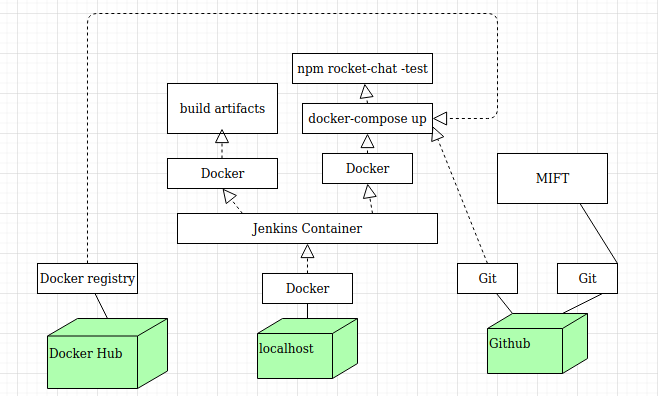 npm rocket-chat -test
build artifacts
docker-compose up
Docker
Docker
MIFT
Jenkins Container
Docker registry
Docker
Git
Git
Docker Hub
localhost
Github